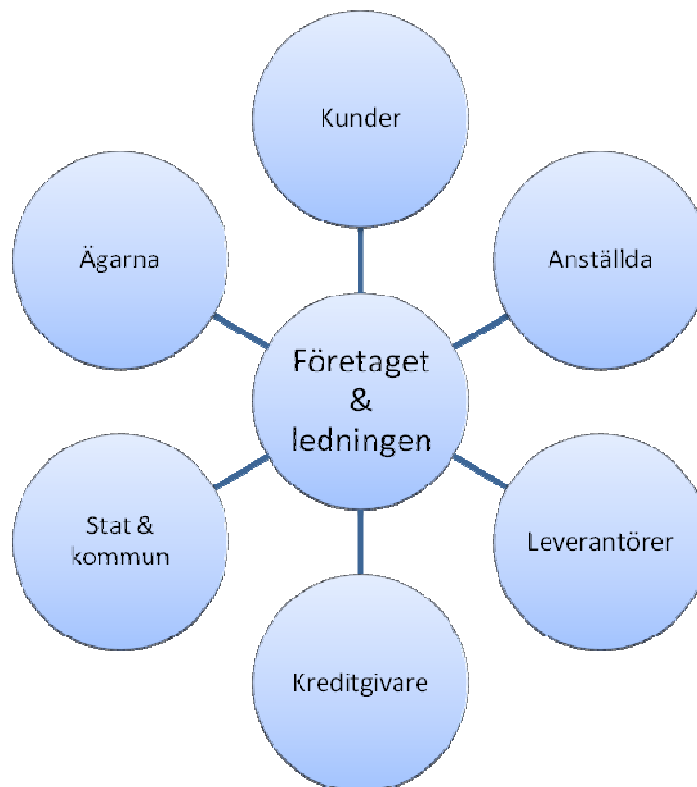 Kunder
Ägarna
Anställda
Företaget
&
ledningen
Stat &
kommun
Leverantörer
Kreditgivare